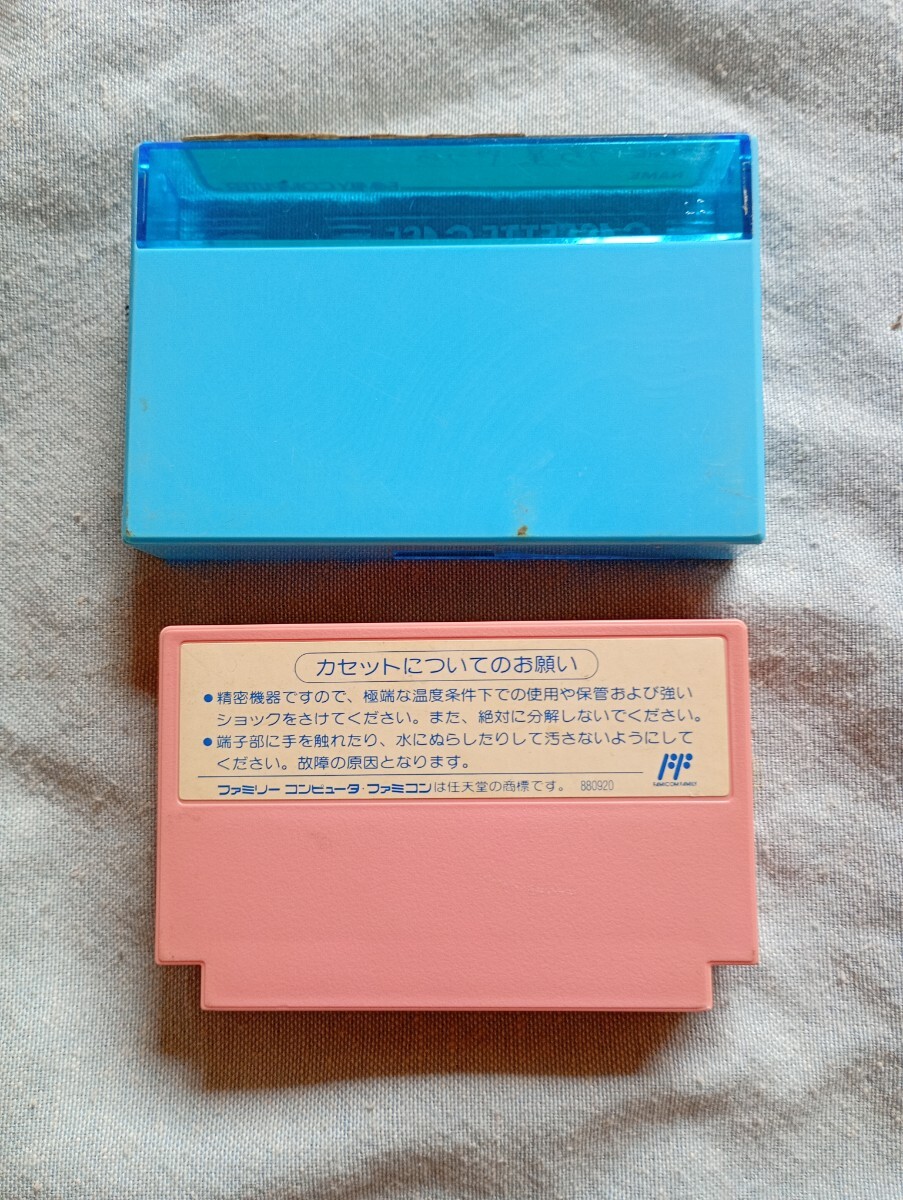 CASSETTE CASE
カセットについてのお願い
●精密機器ですので、極端な温度条件下での使用や保管および強い
ショックをさけてください。また、絶対に分解しないでください。
●端子部に手を触れたり、水にぬらしたりして汚さないようにして
ください。故障の原因となります。
ファミリー コンピュータ・ファミコンは任天堂の商標です。 880920
FAMICOM FAMILY